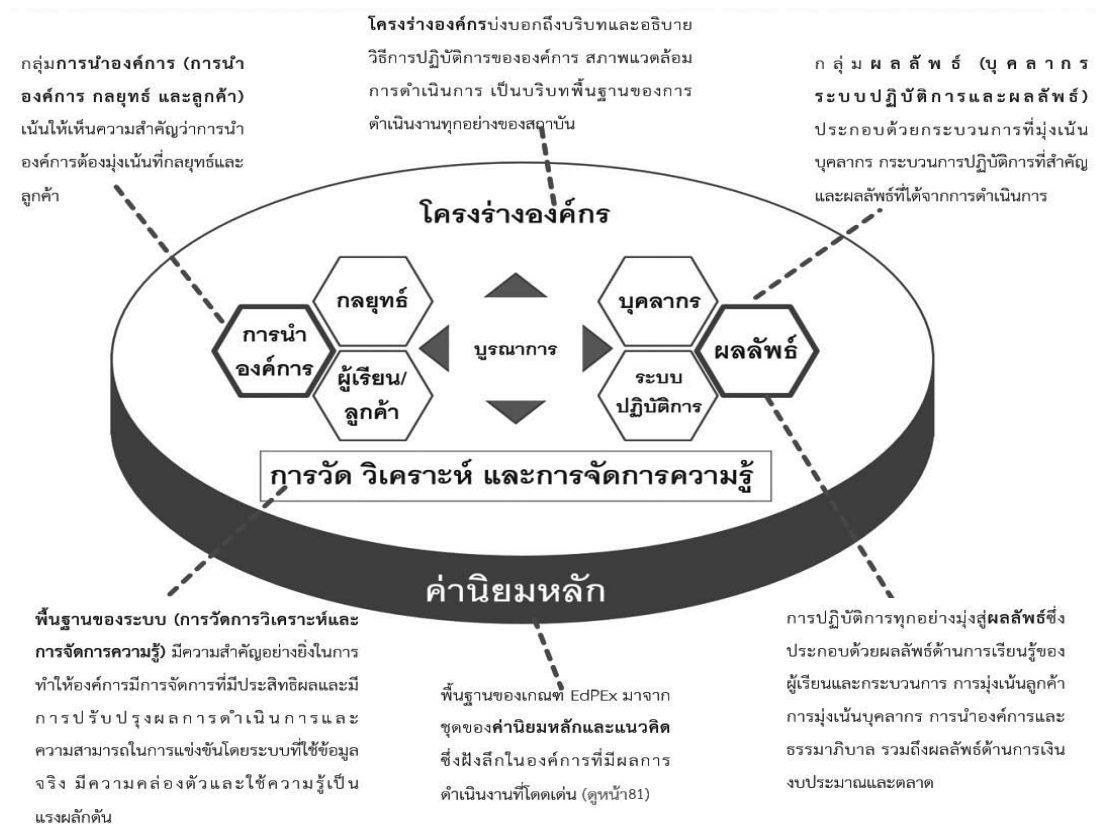 โครงร่างองค์กรบ่งบอกถึงบริบทและอธิบาย
วิธีการปฏิบัติการขององค์การ สภาพแวดล้อม
การดำเนินการ เป็นบริบทพื้นฐานของการ
ดำเนินงานทุกอย่างของสถาบัน
กลุ่มการนำองค์การ (การนำ
องค์การ กลยุทธ์ และลูกค้า)
เน้นให้เห็นความสำคัญว่าการนำ
องค์การต้องมุ่งเน้นที่กลยุทธ์และ
ลูกค้า
กลุ่มผลลัพธ์ (บุคลากร
ระบบปฏิบัติการและผลลัพธ์)
ประกอบด้วยกระบวนการที่มุ่งเน้น
บุคลากร กระบวนการปฏิบัติการที่สำคัญ
และผลลัพธ์ที่ได้จากการดำเนินการ
โครงร่างองค์กร
กลยุทธ์
บุคลากร
การนำ
องค์การ
บูรณาการ
ผลลัพธ์
ผู้เรียน/
ลูกค้า
ระบบ
ปฏิบัติการ
การวัด วิเคราะห์ และการจัดการความรู้
ค่านิยมหลัก
พื้นฐานของระบบ (การวัดการวิเคราะห์และ
การจัดการความรู้) มีความสำคัญอย่างยิ่งในการ
ทำให้องค์การมีการจัดการที่มีประสิทธิผลและมี
การปรับปรุงผลการดำเนินการและ
ความสามารถในการแข่งขันโดยระบบที่ใช้ข้อมูล
จริง มีความคล่องตัวและใช้ความรู้เป็น
แรงผลักดัน
พื้นฐานของเกณฑ์ EdPEx มาจาก
ชุดของค่านิยมหลักและแนวคิด
ซึ่งฝังลึกในองค์การที่มีผลการ
ดำเนินงานที่โดดเด่น (ดูหน้า81)
การปฏิบัติการทุกอย่างมุ่งสู่ผลลัพธ์ซึ่ง
ประกอบด้วยผลลัพธ์ด้านการเรียนรู้ของ
ผู้เรียนและกระบวนการ การมุ่งเน้นลูกค้า
การมุ่งเน้นบุคลากร การนำองค์การและ
ธรรมาภิบาล รวมถึงผลลัพธ์ด้านการเงิน
งบประมาณและตลาด